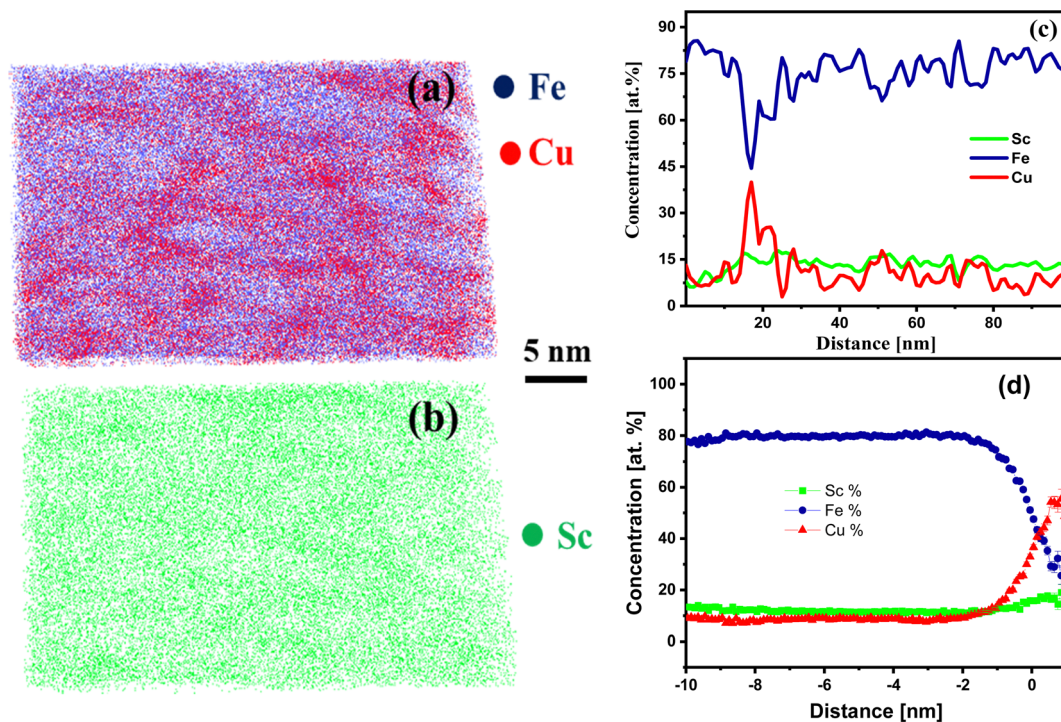 (a)
Fe
Cu
5 nm
(b)
Sc
(c)
Concentration [at.%]
90
75
60
45
30
15
0
Sc
Fe
Cu
20
40
60
80
Distance [nm]
(d)
Concentration [at. %]
100
80
60
40
20
0
Sc %
Fe %
Cu %
-10
-8
-6
-4
-2
0
Distance [nm]